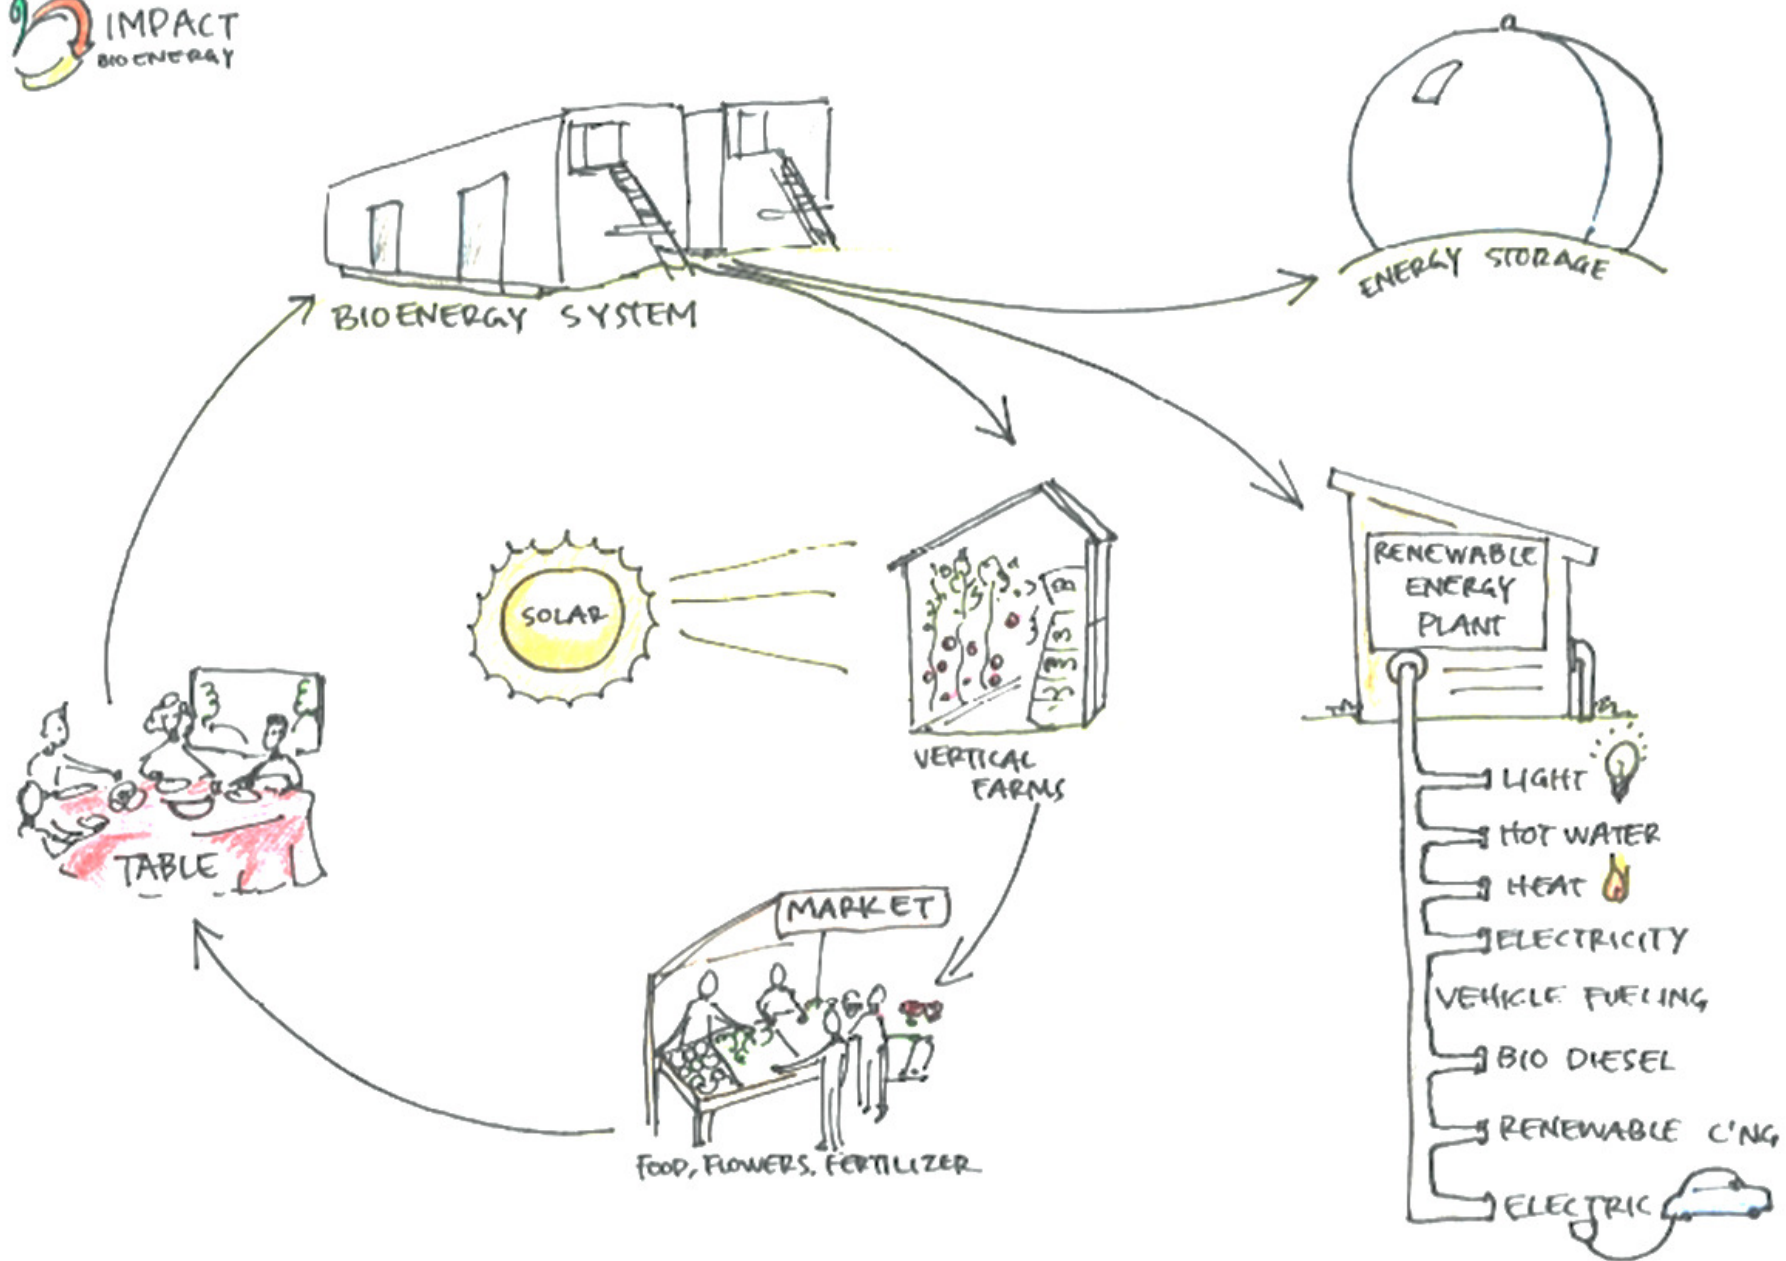 IMPACT
BIOENERGY
BIOENERGY SYSTEM
ENERGY STORAGE
SOLAR
RENEWABLE
ENERGY
PLANT
VERTICAL
FARMS
TABLE
MARKET
FOOD, FLOWERS, FERTILIZER
LIGHT
HOT WATER
HEAT
ELECTRICITY
VEHICLE FUELING
BIO DIESEL
RENEWABLE C'NG
ELECTRIC